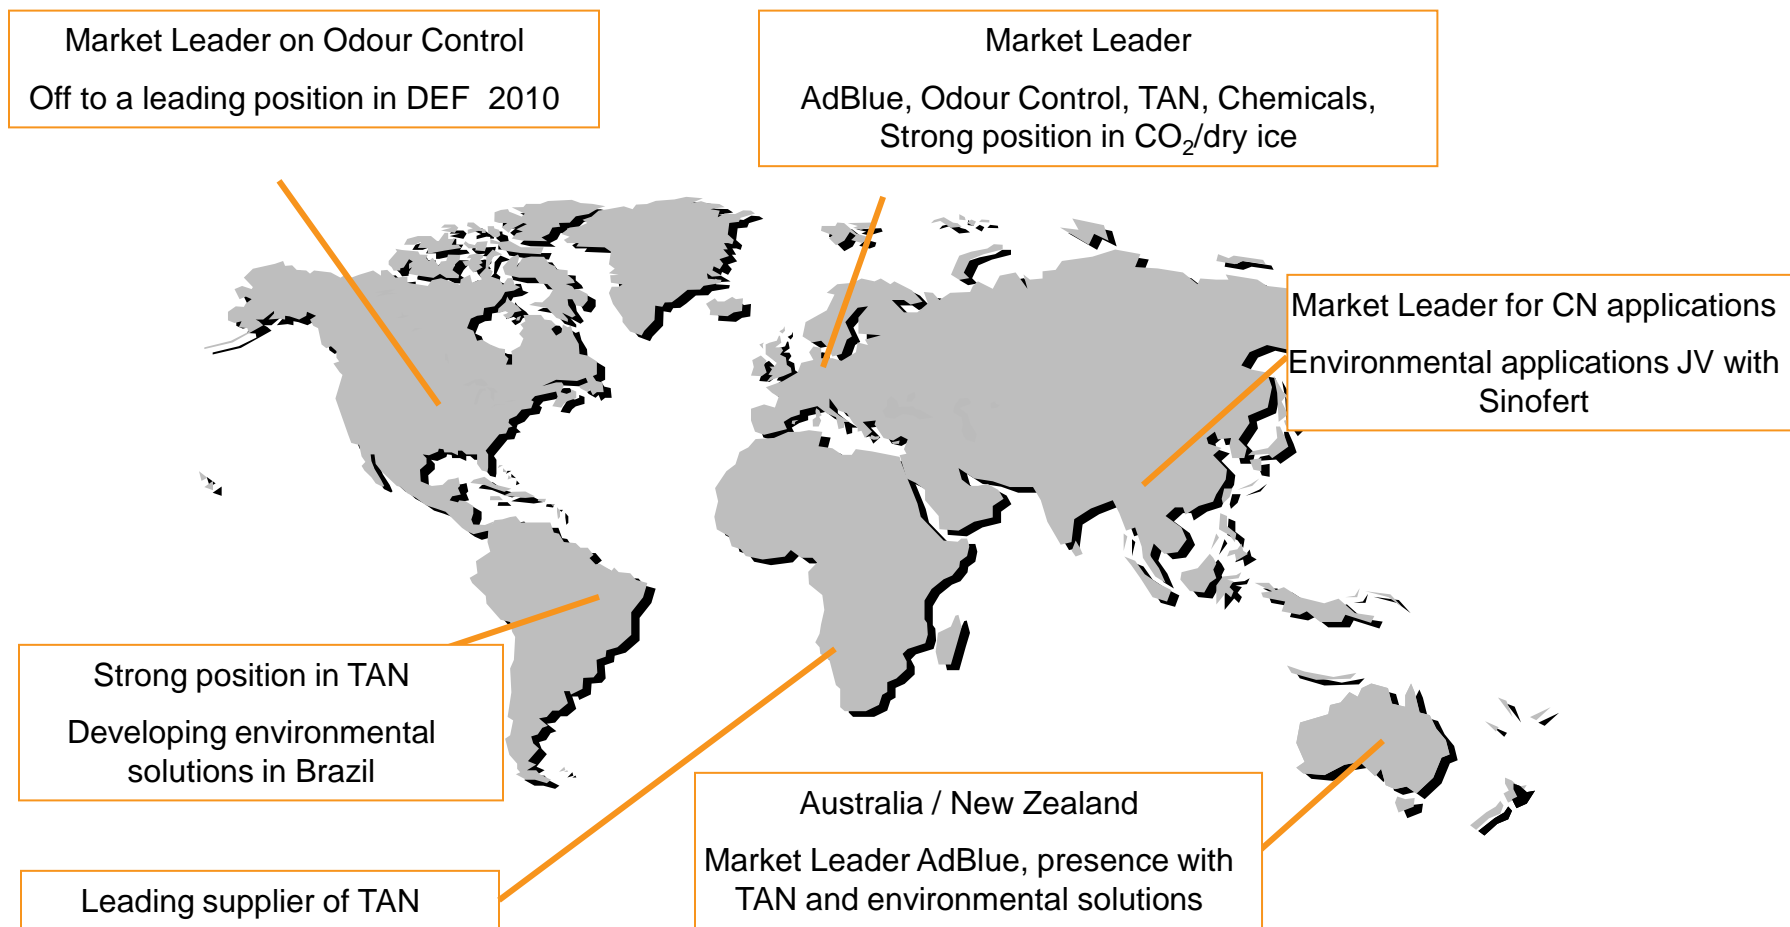 Market Leader on Odour Control
Off to a leading position in DEF 2010
Market Leader
AdBlue, Odour Control, TAN, Chemicals,
Strong position in CO₂/dry ice
Market Leader for CN applications
Environmental applications JV with
Sinofert
Strong position in TAN
Developing environmental
solutions in Brazil
Australia / New Zealand
Market Leader AdBlue, presence with
TAN and environmental solutions
Leading supplier of TAN